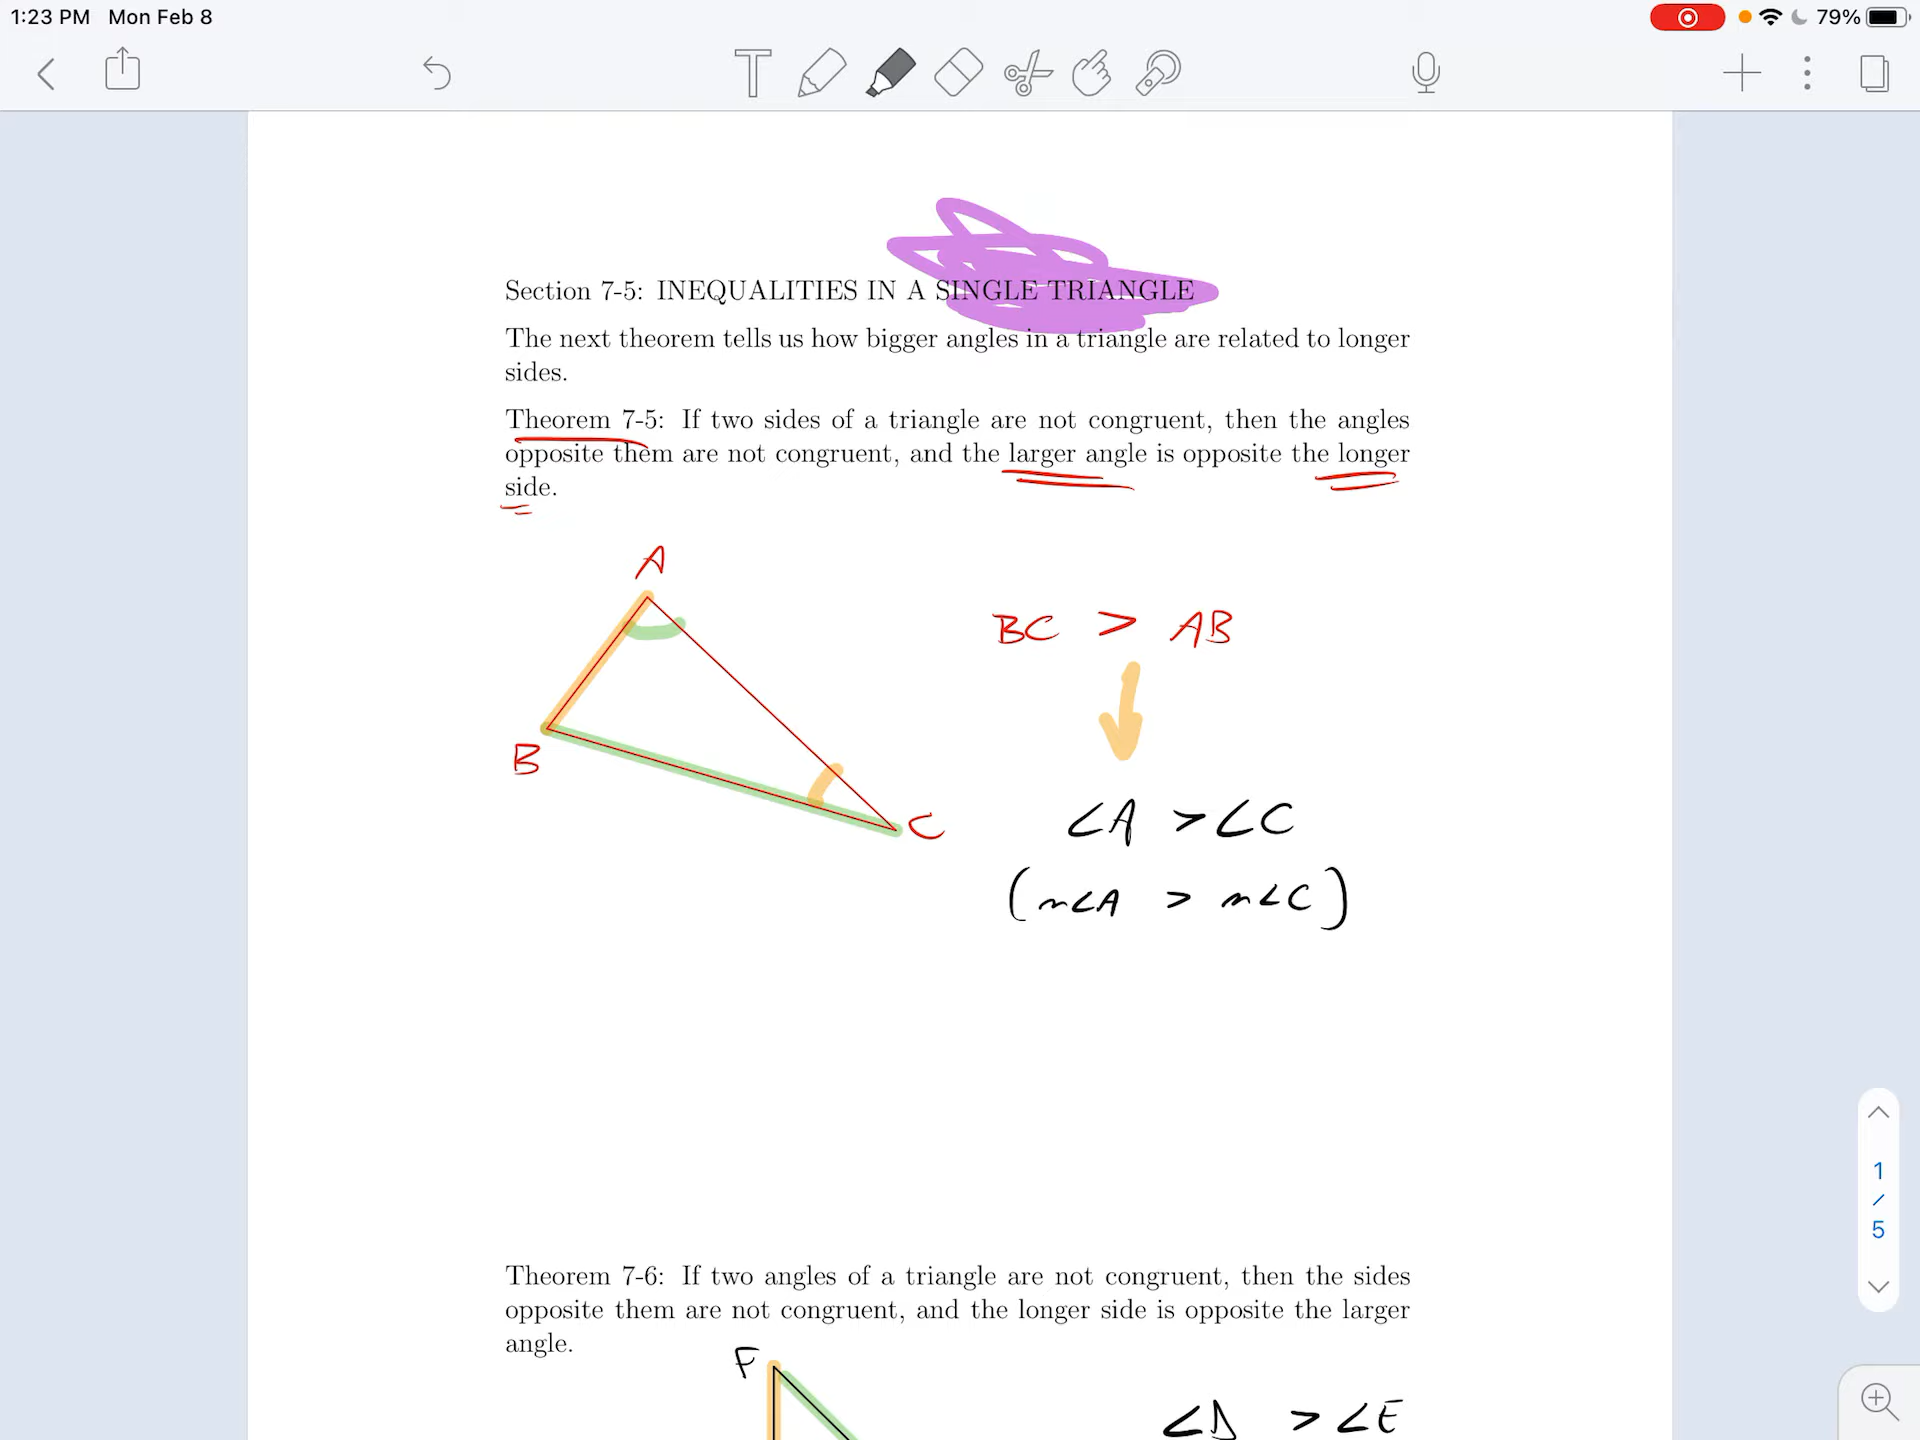 1:23 PM Mon Feb 8
79%
T
Section 7-5: INEQUALITIES IN A SINGLE TRIANGLE
The next theorem tells us how bigger angles in a triangle are related to longer
sides.
Theorem 7-5: If two sides of a triangle are not congruent, then the angles
opposite them are not congruent, and the larger angle is opposite the longer
side.
A
BC > AB
B
C
∠A > ∠C
(m∠A > m∠C)
1
/
5
Theorem 7-6: If two angles of a triangle are not congruent, then the sides
opposite them are not congruent, and the longer side is opposite the larger
angle.
F
∠D > ∠E